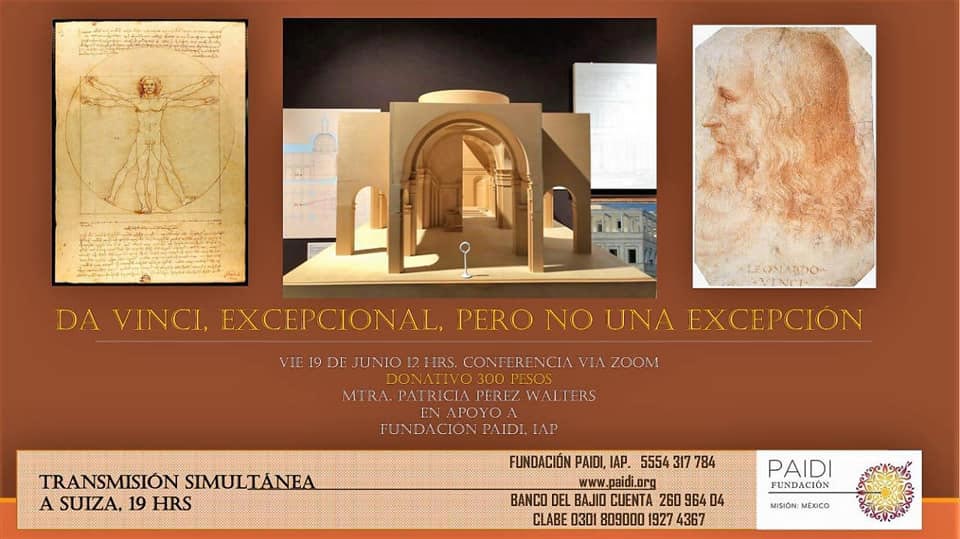 LEONARDO
VINCI
DA VINCI, EXCEPCIONAL, PERO NO UNA EXCEPCIÓN
VIE 19 DE JUNIO 12 HRS. CONFERENCIA VIA ZOOM
DONATIVO 300 PESOS
MTRA. PATRICIA PEREZ WALTERS
EN APOYO A
FUNDACIÓN PAIDI, IAP
TRANSMISIÓN SIMULTÁNEA
A SUIZA, 19 HRS
FUNDACIÓN PAIDI, IAP. 5554 317 784
www.paidi.org
BANCO DEL BAJIO CUENTA 260 964 04
CLABE 0301 809000 1927 4367
PAIDI
FUNDACIÓN
MISIÓN: MÉXICO